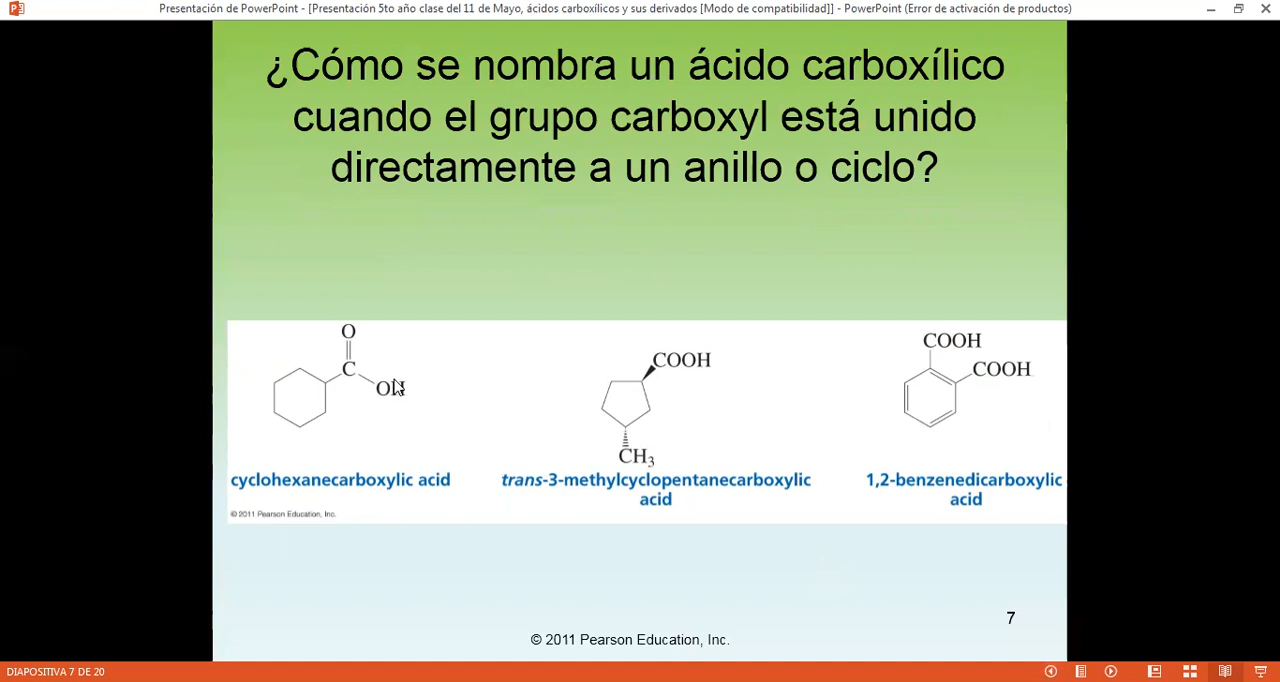 Presentación de PowerPoint - [Presentación 5to año clase del 11 de Mayo, ácidos carboxílicos y sus derivados [Modo de compatibilidad]] - PowerPoint (Error de activación de productos)
¿Cómo se nombra un ácido carboxílico
cuando el grupo carboxyl está unido
directamente a un anillo o ciclo?
O
C
OH
COOH
CH3
COOH
COOH
cyclohexanecarboxylic acid
trans-3-methylcyclopentanecarboxylic
acid
1,2-benzenedicarboxylic
acid
© 2011 Pearson Education, Inc.
7
© 2011 Pearson Education, Inc.
DIAPOSITIVA 7 DE 20